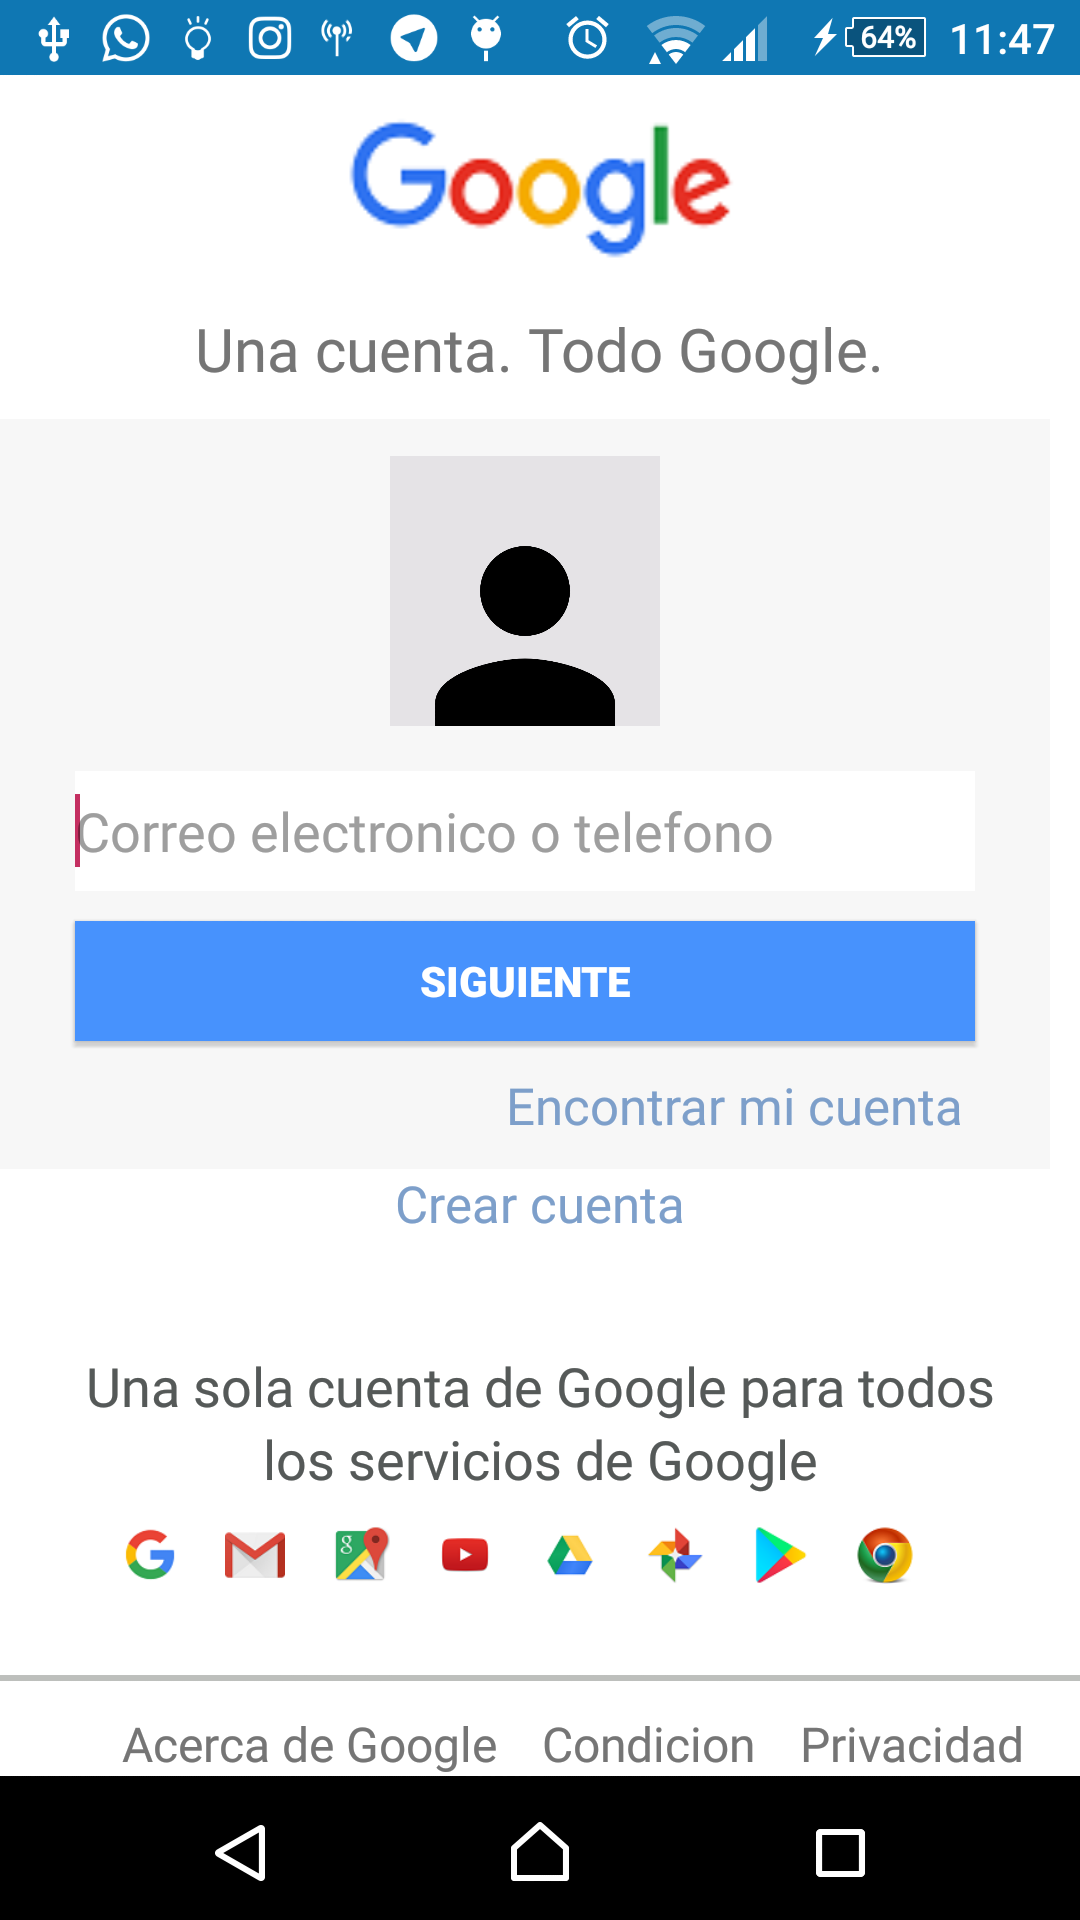 64% 11:47
Google
Una cuenta. Todo Google.
Correo electronico o telefono
SIGUIENTE
Encontrar mi cuenta
Crear cuenta
Una sola cuenta de Google para todos
los servicios de Google
Acerca de Google Condicion Privacidad